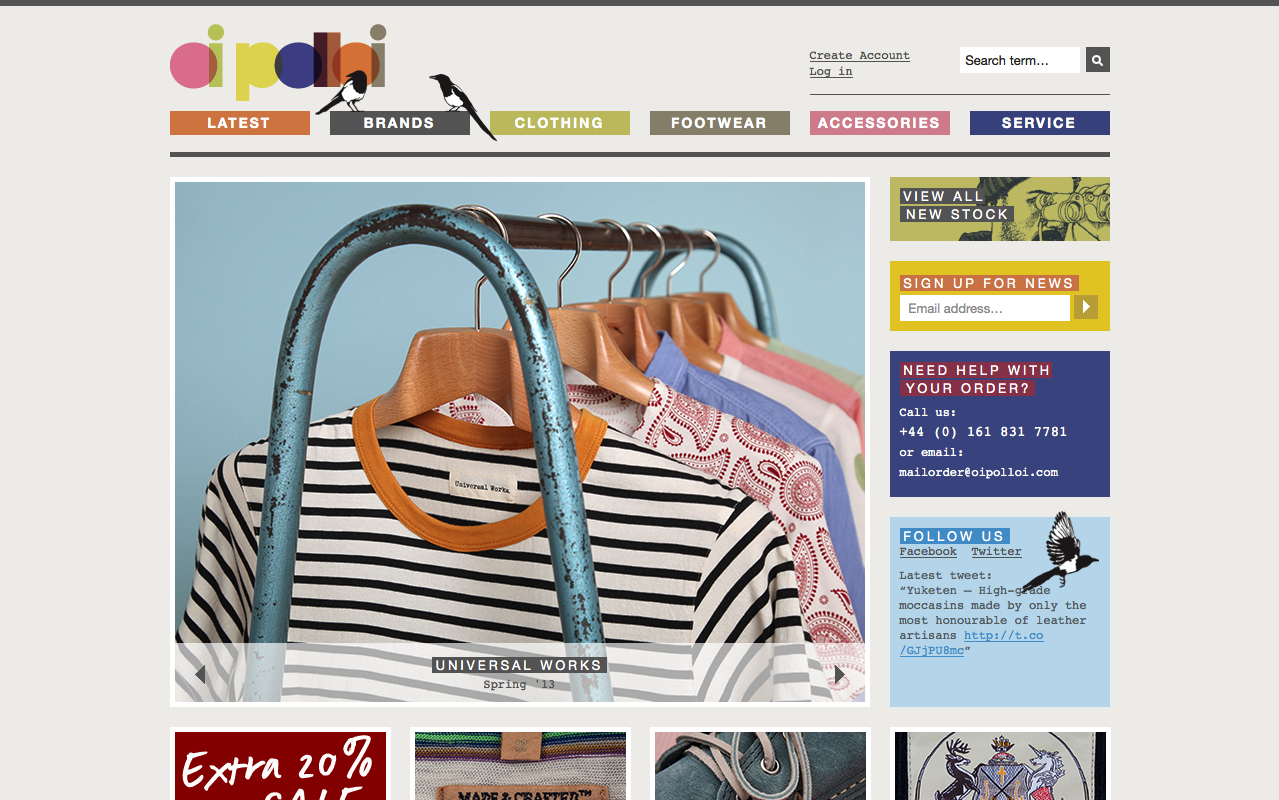 oi polloi
Create Account
Log in
Search term...
LATEST
BRANDS
CLOTHING
FOOTWEAR
ACCESSORIES
SERVICE
VIEW ALL
NEW STOCK
SIGN UP FOR NEWS
Email address...
NEED HELP WITH
YOUR ORDER?
Call us:
+44 (0) 161 831 7781
or email:
mailorder@oipolloi.com
Universal Works
UNIVERSAL WORKS
Spring '13
FOLLOW US
Facebook Twitter
Latest tweet:
“Yuketen – High-grade
moccasins made by only the
most honourable of leather
artisans http://t.co
/GJjPU8mc”
Extra 20%
SALE
MADE & CRAFTED™